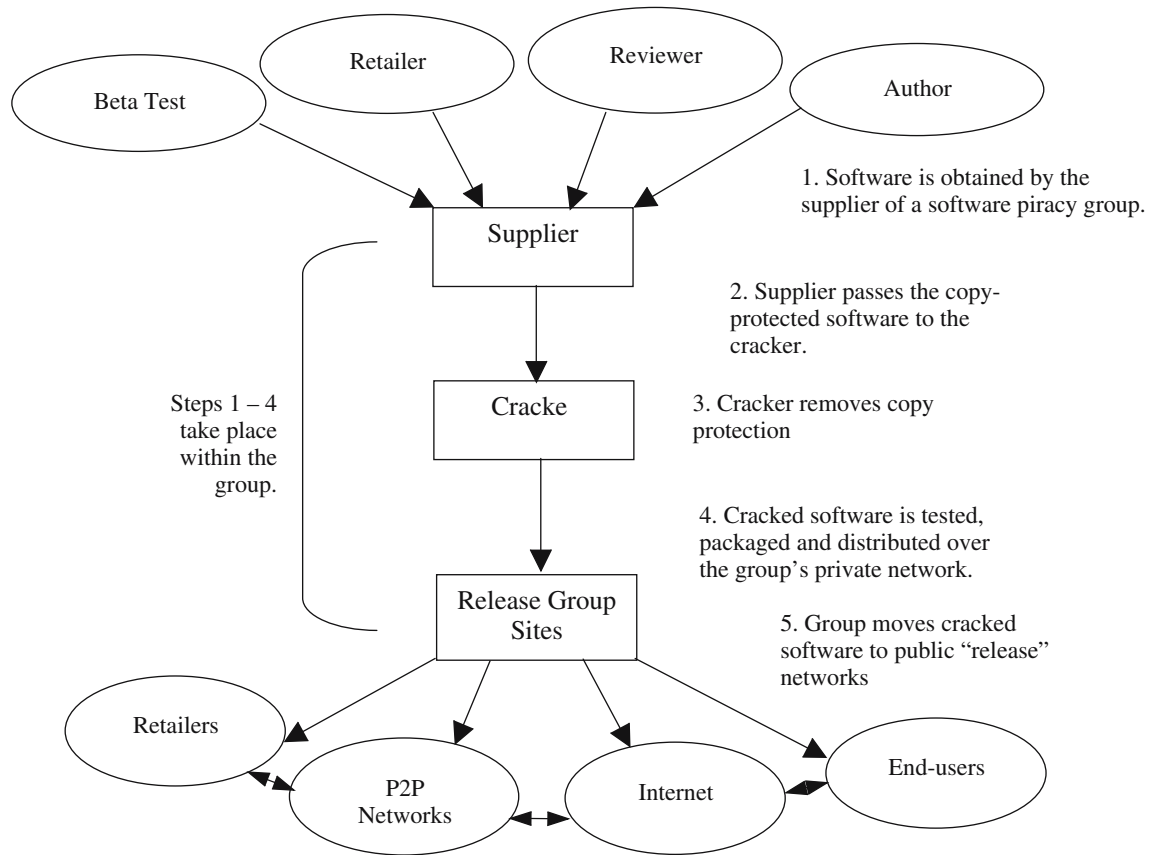 Beta Test
Retailer
Reviewer
Author
1. Software is obtained by the
supplier of a software piracy group.
Supplier
2. Supplier passes the copy-
protected software to the
cracker.
Steps 1 – 4
take place
within the
group.
Cracke
3. Cracker removes copy
protection
4. Cracked software is tested,
packaged and distributed over
the group's private network.
Release Group
Sites
5. Group moves cracked
software to public “release”
networks
Retailers
P2P
Networks
Internet
End-users